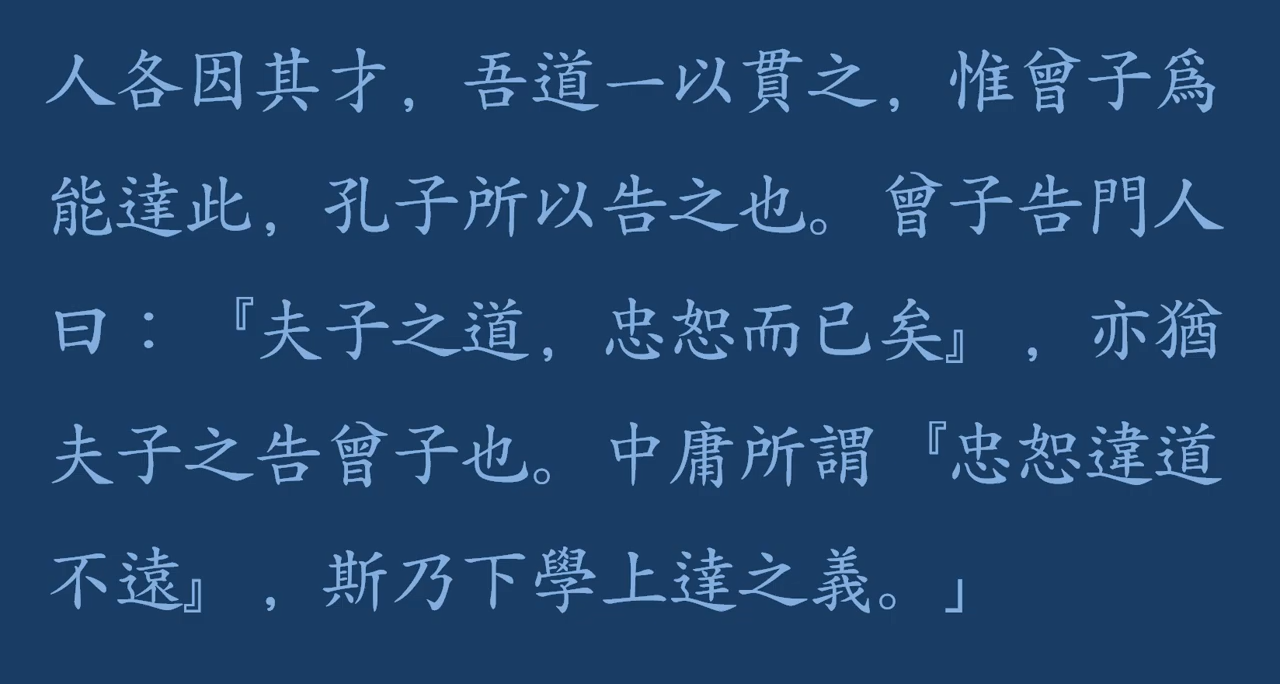 人各因其才，吾道一以貫之，惟曾子爲
能達此，孔子所以告之也。曾子告門人
曰：『夫子之道，忠恕而已矣』，亦猶
夫子之告曾子也。中庸所謂『忠恕違道
不遠』，斯乃下學上達之義。」